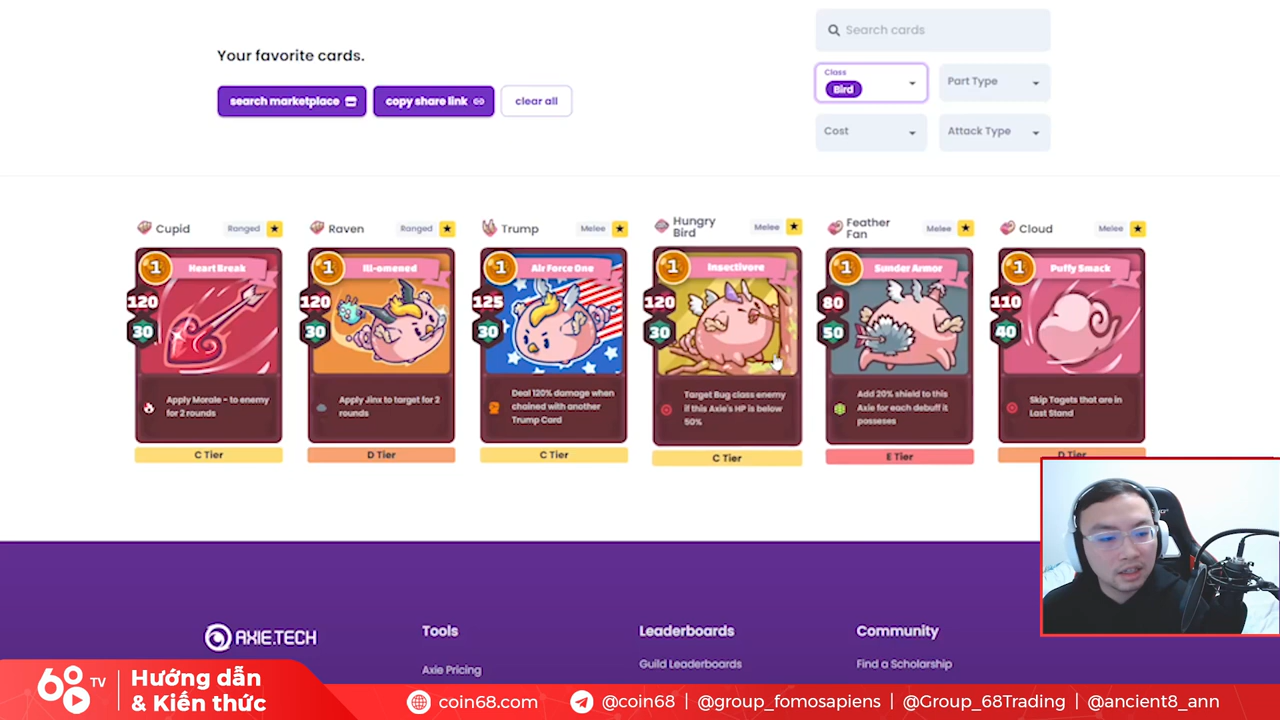 Search cards
Your favorite cards.
Class
Bird
Part Type
search marketplace
copy share link
clear all
Cost
Attack Type
Cupid
Ranged
Raven
Ranged
Trump
Melee
Hungry
Bird
Melee
Feather
Fan
Melee
Cloud
Melee
1
Heart Break
120
30
Apply Morale - to enemy
for 2 rounds
C Tier
1
Ill-omened
120
30
Apply Jinx to target for 2
rounds
D Tier
1
Air Force One
125
30
Deal 120% damage when
chained with another
Trump Card
C Tier
1
Insectivore
120
30
Target Bug class enemy
if this Axie's HP is below
50%
C Tier
1
Sunder Armor
80
50
Add 20% shield to this
Axie for each debuff it
posseses
E Tier
1
Puffy Smack
110
40
Skip Tagets that are in
Last Stand
D Tier
AXIE.TECH
Tools
Axie Pricing
Leaderboards
Guild Leaderboards
Community
Find a Scholarship
68 TV
Hướng dẫn
& Kiến thức
coin68.com
@coin68 | @group_fomosapiens | @Group_68Trading | @ancient8_ann